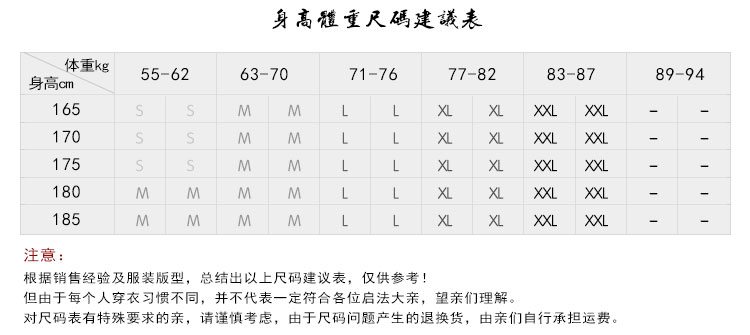 身高體重尺碼建議表
体重kg 55-62 63-70 71-76 77-82 83-87 89-94
身高cm
165 S S M M L L XL XL XXL XXL - -
170 S S M M L L XL XL XXL XXL - -
175 S S M M L L XL XL XXL XXL - -
180 M M M M L L XL XL XXL XXL - -
185 M M M M L L XL XL XXL XXL - -
注意：
根据销售经验及服装版型，总结出以上尺码建议表，仅供参考！
但由于每个人穿衣习惯不同，并不代表一定符合各位启法大亲，望亲们理解。
对尺码表有特殊要求的亲，请谨慎考虑，由于尺码问题产生的退换货，由亲们自行承担运费。